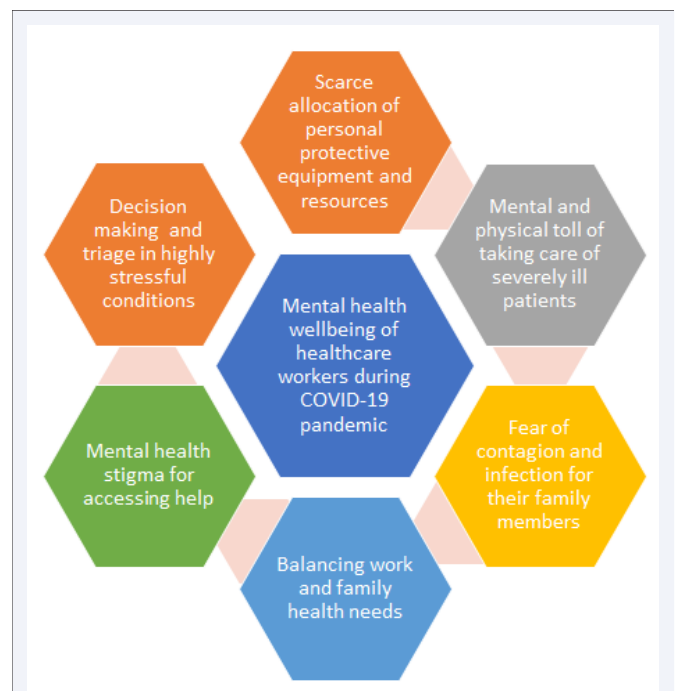 Scarce
allocation of
personal
protective
equipment and
resources
Mental and
physical toll of
taking care of
severely ill
patients
Fear of
contagion and
infection for
their family
members
Balancing work
and family
health needs
Mental health
stigma for
accessing help
Decision
making and
triage in highly
stressful
conditions
Mental health
wellbeing of
healthcare
workers during
COVID-19
pandemic